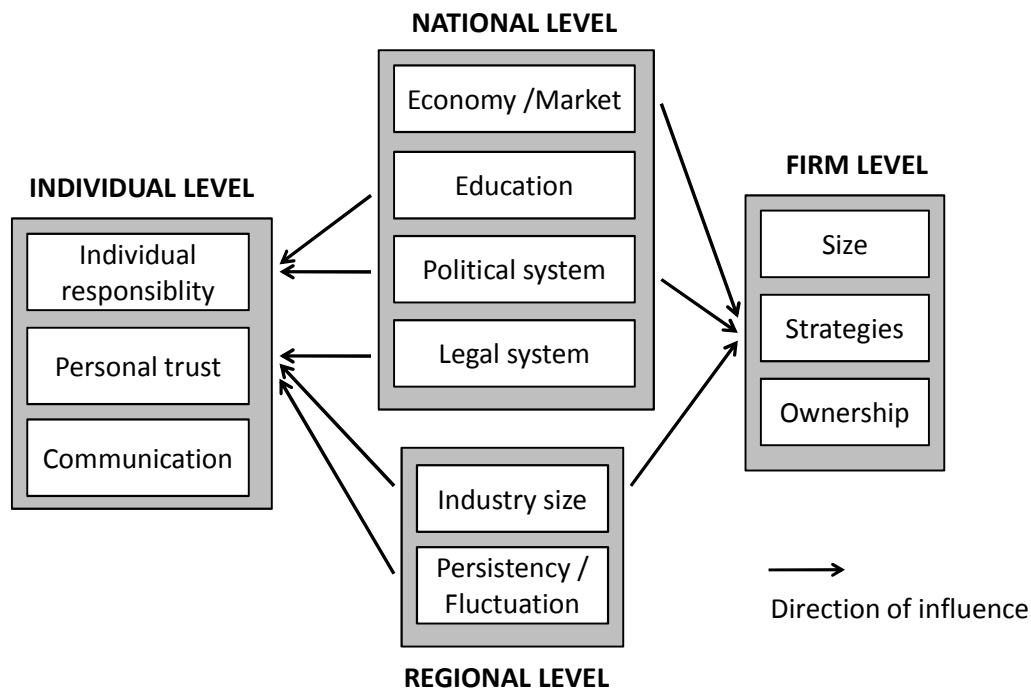 NATIONAL LEVEL
Economy /Market
Education
Political system
Legal system
INDIVIDUAL LEVEL
Individual
responsiblity
Personal trust
Communication
FIRM LEVEL
Size
Strategies
Ownership
Industry size
Persistency /
Fluctuation
REGIONAL LEVEL
Direction of influence